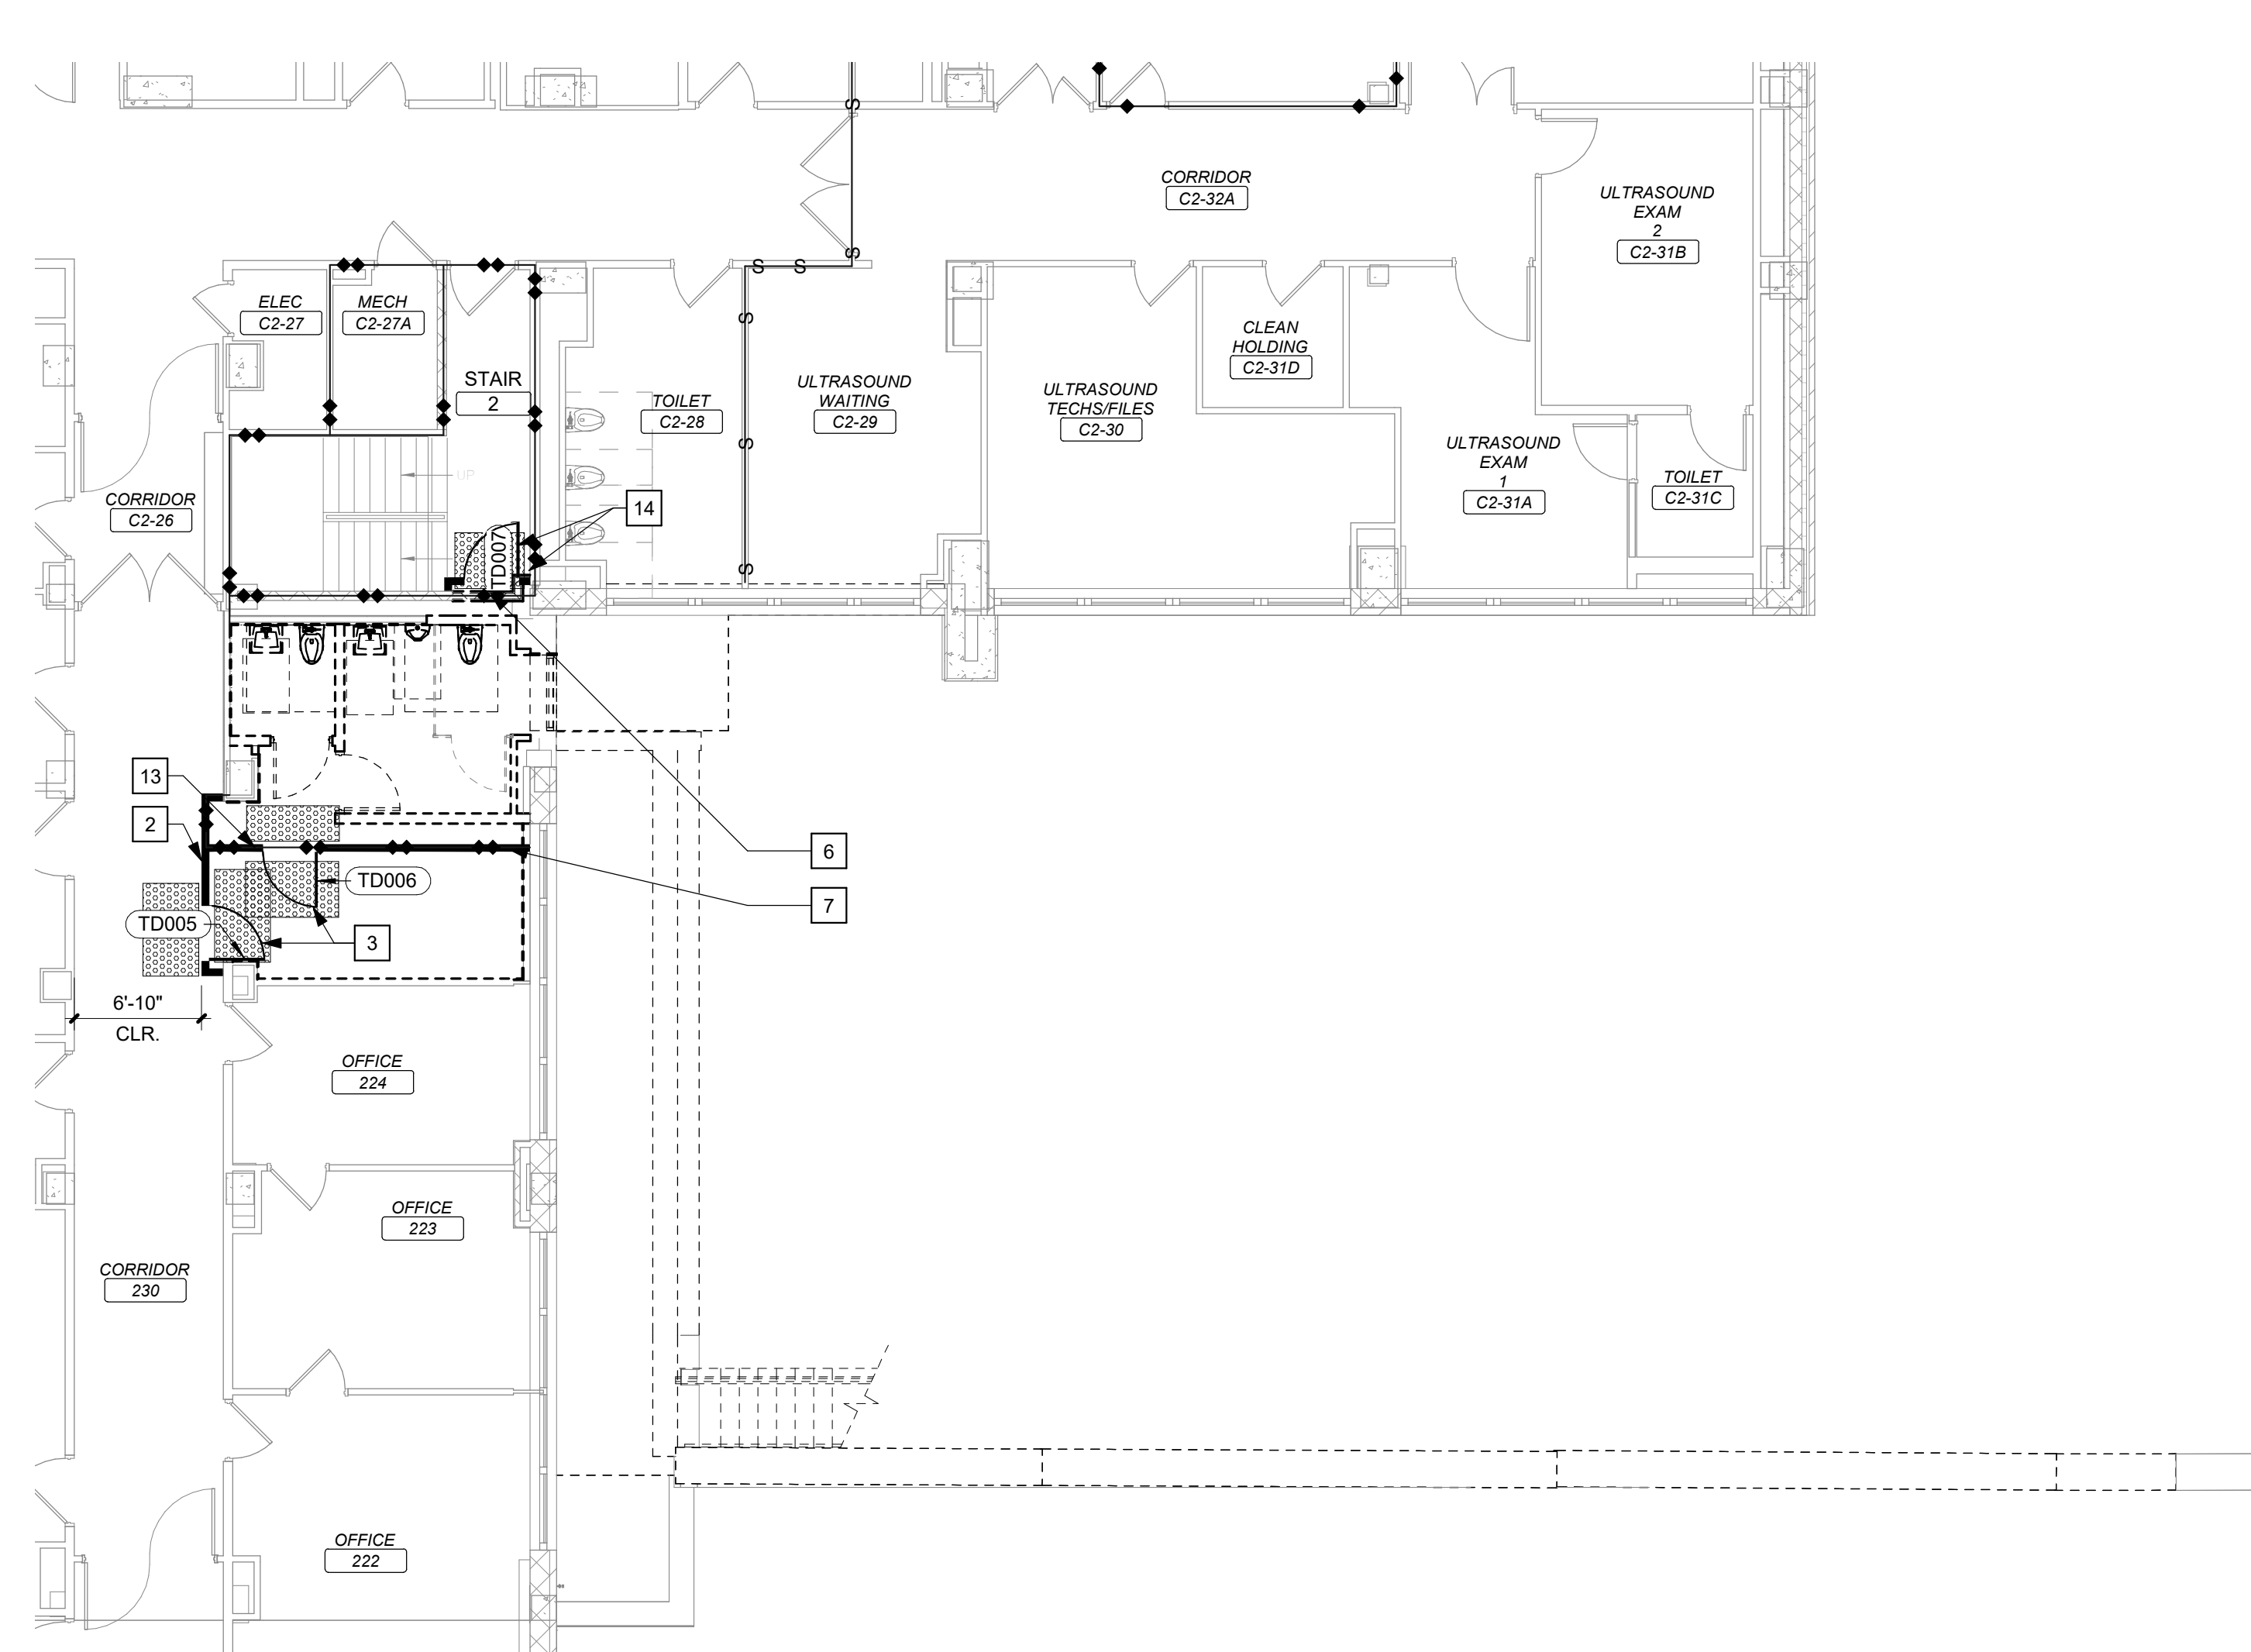 CORRIDOR
C2-32A
ULTRASOUND
EXAM
2
C2-31B
S
S
S
S
ELEC
C2-27
MECH
C2-27A
STAIR
2
S
CLEAN
HOLDING
C2-31D
TOILET
C2-28
ULTRASOUND
WAITING
C2-29
ULTRASOUND
TECHS/FILES
C2-30
S
ULTRASOUND
EXAM
1
C2-31A
TOILET
C2-31C
UP
CORRIDOR
C2-26
14
TD007
S
13
2
6
TD006
7
TD005
3
6'-10"
CLR.
OFFICE
224
OFFICE
223
CORRIDOR
230
OFFICE
222